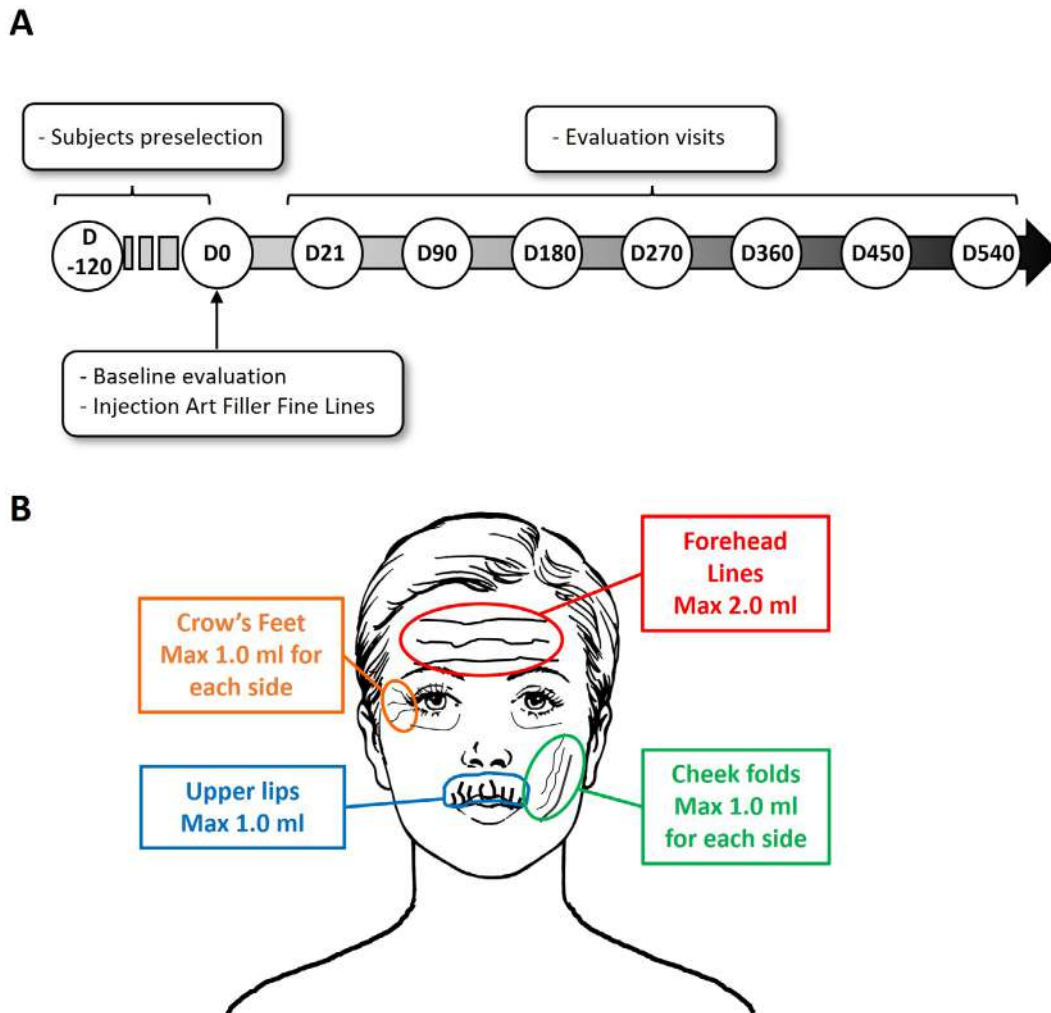 A
- Subjects preselection
- Evaluation visits
D
-120
D0
D21
D90
D180
D270
D360
D450
D540
- Baseline evaluation
- Injection Art Filler Fine Lines
B
Forehead
Lines
Max 2.0 ml
Crow's Feet
Max 1.0 ml for
each side
Upper lips
Max 1.0 ml
Cheek folds
Max 1.0 ml
for each side